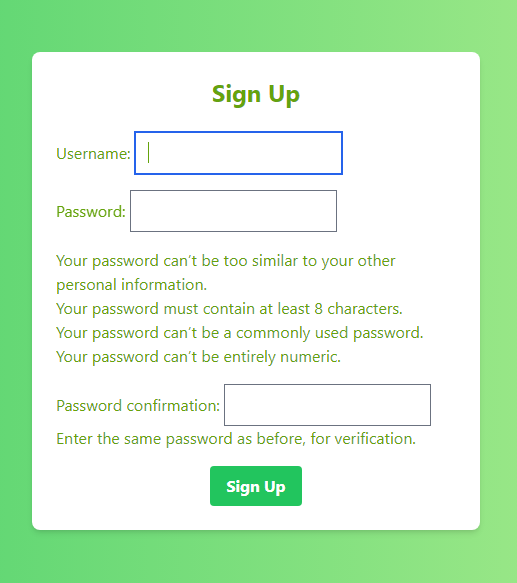 Sign Up
Username:
Password:
Your password can’t be too similar to your other
personal information.
Your password must contain at least 8 characters.
Your password can’t be a commonly used password.
Your password can’t be entirely numeric.
Password confirmation:
Enter the same password as before, for verification.
Sign Up